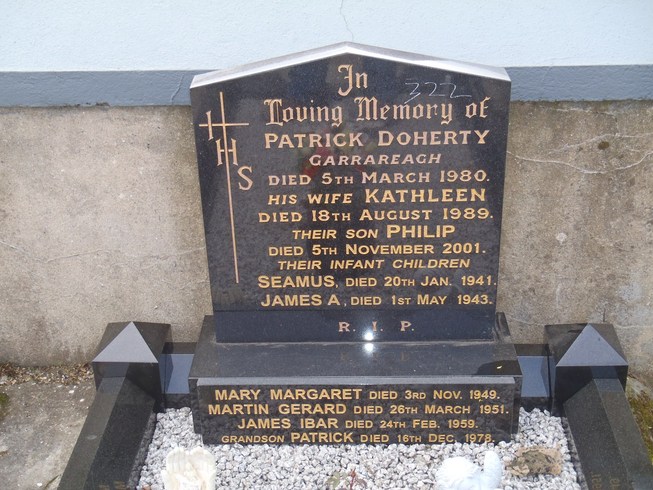 In
322
Loving Memory of
PATRICK DOHERTY
GARRAREAGH
DIED 5TH MARCH 1980.
HIS WIFE KATHLEEN
DIED 18TH AUGUST 1989.
THEIR SON PHILIP
DIED 5TH NOVEMBER 2001.
THEIR INFANT CHILDREN
SEAMUS, DIED 20TH JAN. 1941.
JAMES A, DIED 1ST MAY 1943.
IHS
R. I. P.
MARY MARGARET DIED 3RD NOV. 1949.
MARTIN GERARD DIED 26TH MARCH 1951.
JAMES IBAR DIED 24TH FEB. 1959.
GRANDSON PATRICK DIED 16TH DEC. 1978.